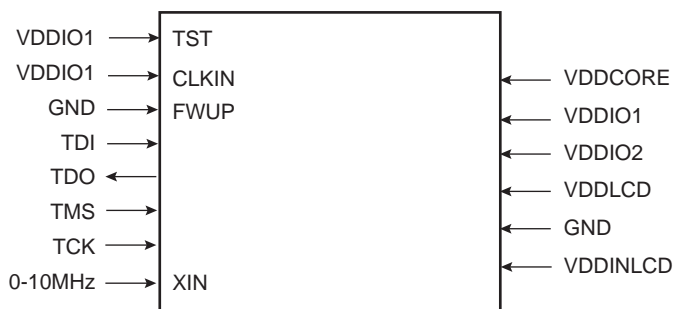 VDDIO1 TST
VDDIO1 CLKIN
GND FWUP
TDI
TDO
TMS
TCK
0-10MHz XIN
VDDCORE
VDDIO1
VDDIO2
VDDLCD
GND
VDDINLCD